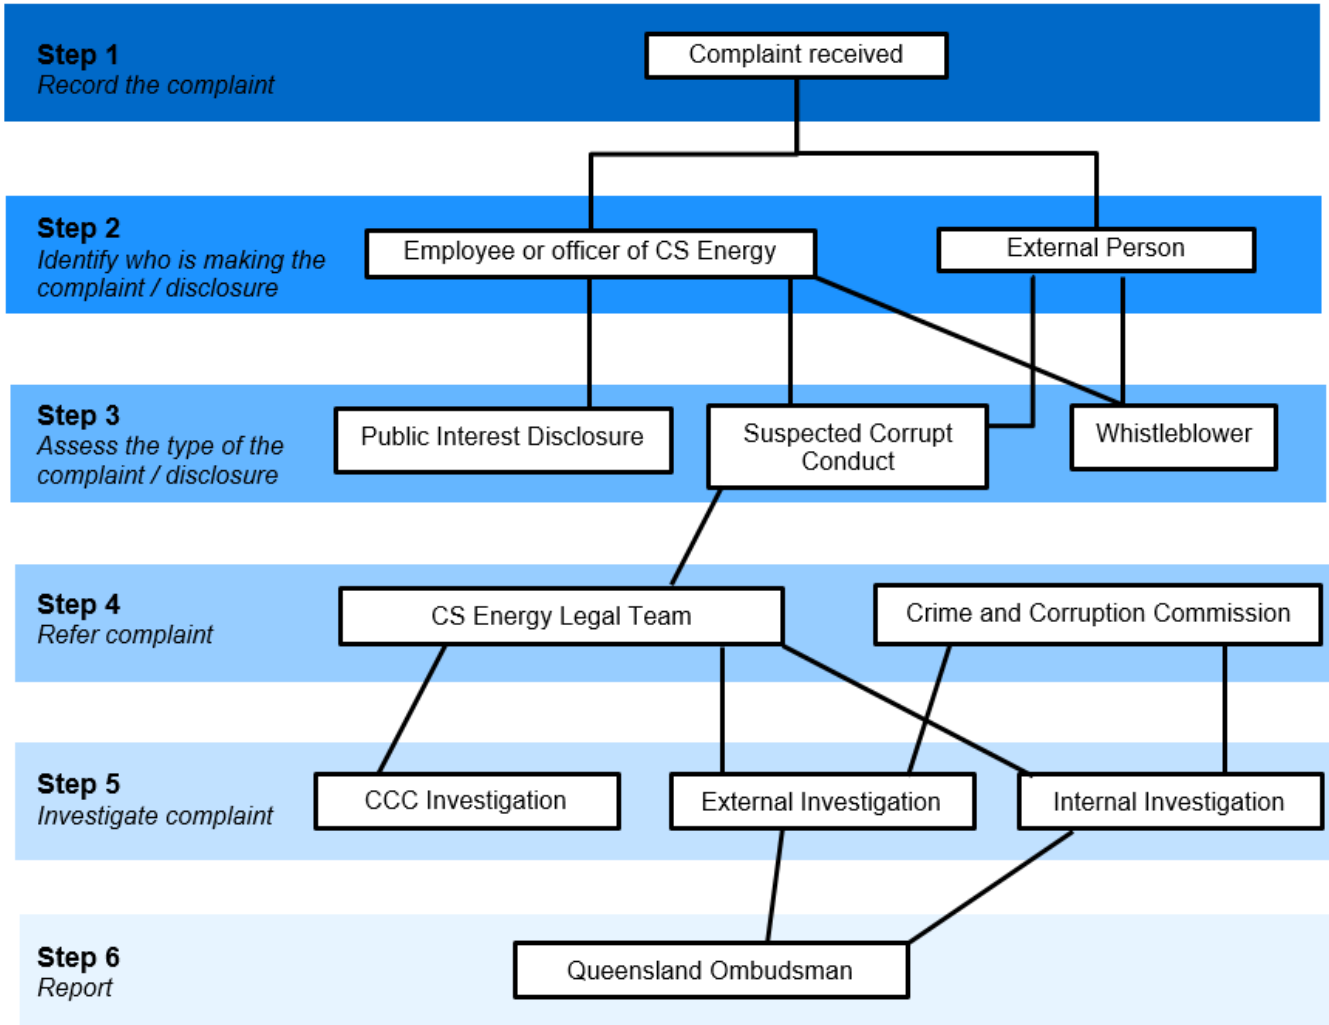 Step 1
Record the complaint
Complaint received
Step 2
Identify who is making the
complaint / disclosure
Employee or officer of CS Energy
External Person
Step 3
Assess the type of the
complaint / disclosure
Public Interest Disclosure
Suspected Corrupt
Conduct
Whistleblower
Step 4
Refer complaint
CS Energy Legal Team
Crime and Corruption Commission
Step 5
Investigate complaint
CCC Investigation
External Investigation
Internal Investigation
Step 6
Report
Queensland Ombudsman